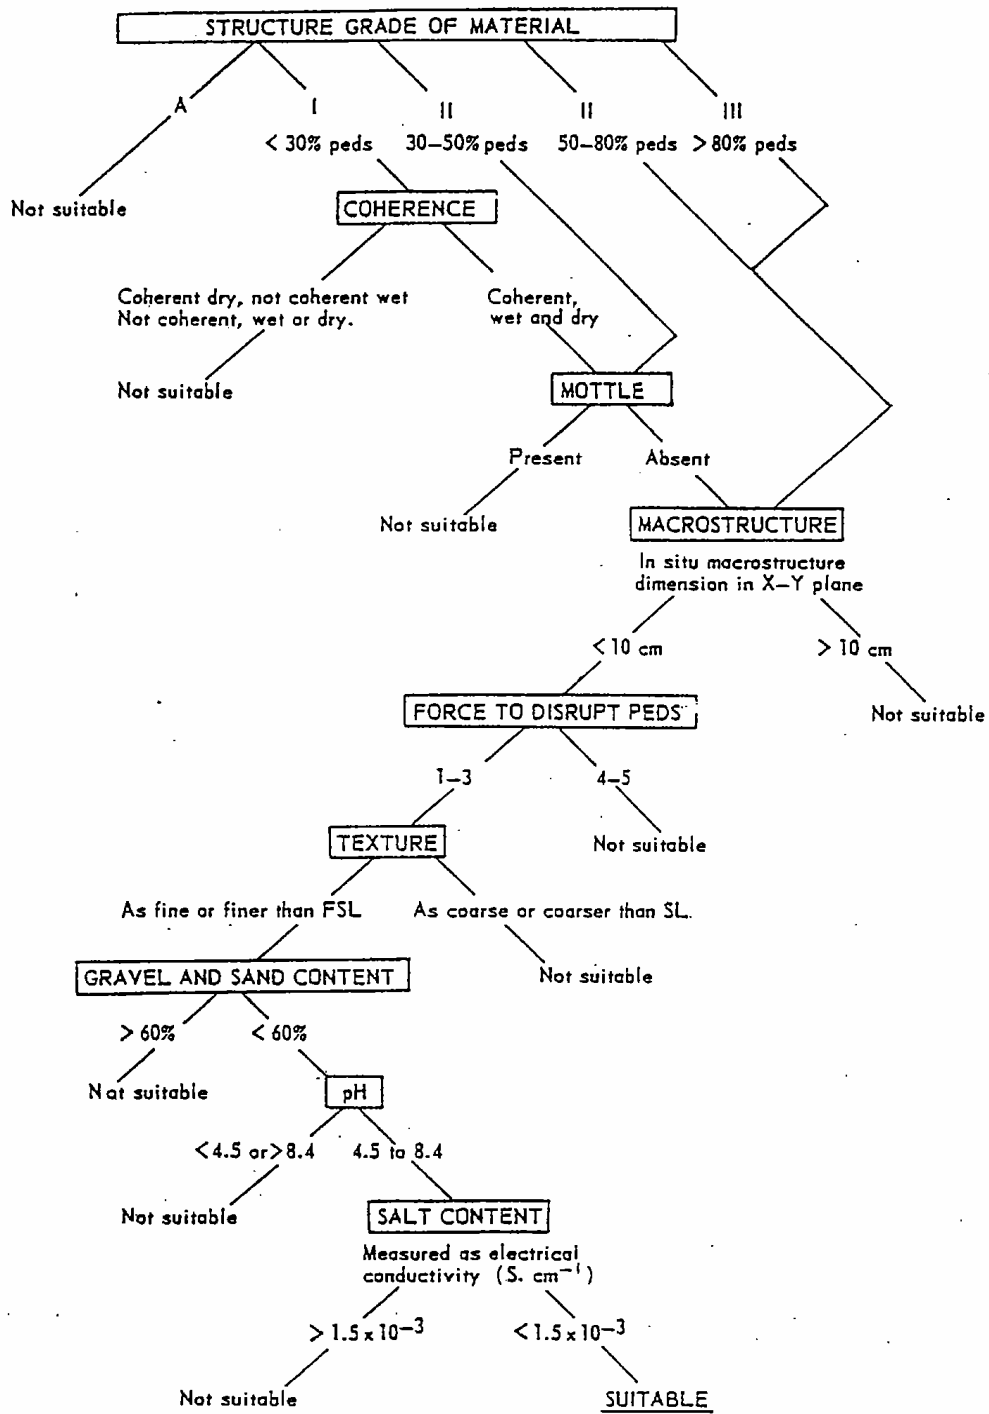 STRUCTURE GRADE OF MATERIAL
A I II II III
< 30% peds 30–50% peds 50–80% peds > 80% peds
Not suitable
COHERENCE
Coherent dry, not coherent wet
Not coherent, wet or dry.
Coherent,
wet and dry
Not suitable
MOTTLE
Present Absent
Not suitable
MACROSTRUCTURE
In situ macrostructure
dimension in X–Y plane
< 10 cm > 10 cm
Not suitable
FORCE TO DISRUPT PEDS
1–3 4–5
Not suitable
TEXTURE
As fine or finer than FSL As coarse or coarser than SL.
Not suitable
GRAVEL AND SAND CONTENT
> 60% < 60%
Not suitable
pH
<4.5 or >8.4 4.5 to 8.4
Not suitable
SALT CONTENT
Measured as electrical
conductivity (S. cm⁻¹)
> 1.5 x 10⁻³ < 1.5 x 10⁻³
Not suitable SUITABLE